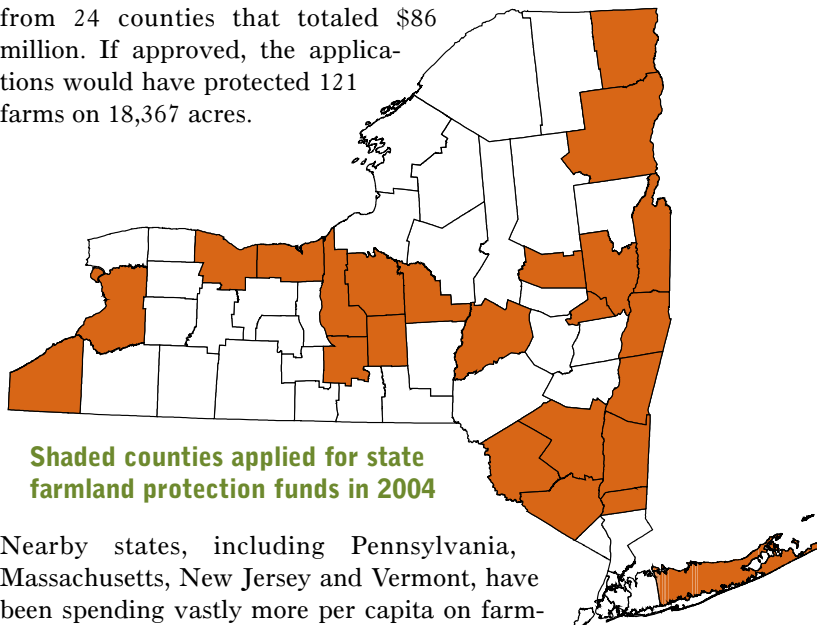 from 24 counties that totaled $86
million. If approved, the applica-
tions would have protected 121
farms on 18,367 acres.
Shaded counties applied for state
farmland protection funds in 2004
Nearby states, including Pennsylvania,
Massachusetts, New Jersey and Vermont, have
been spending vastly more per capita on farm-